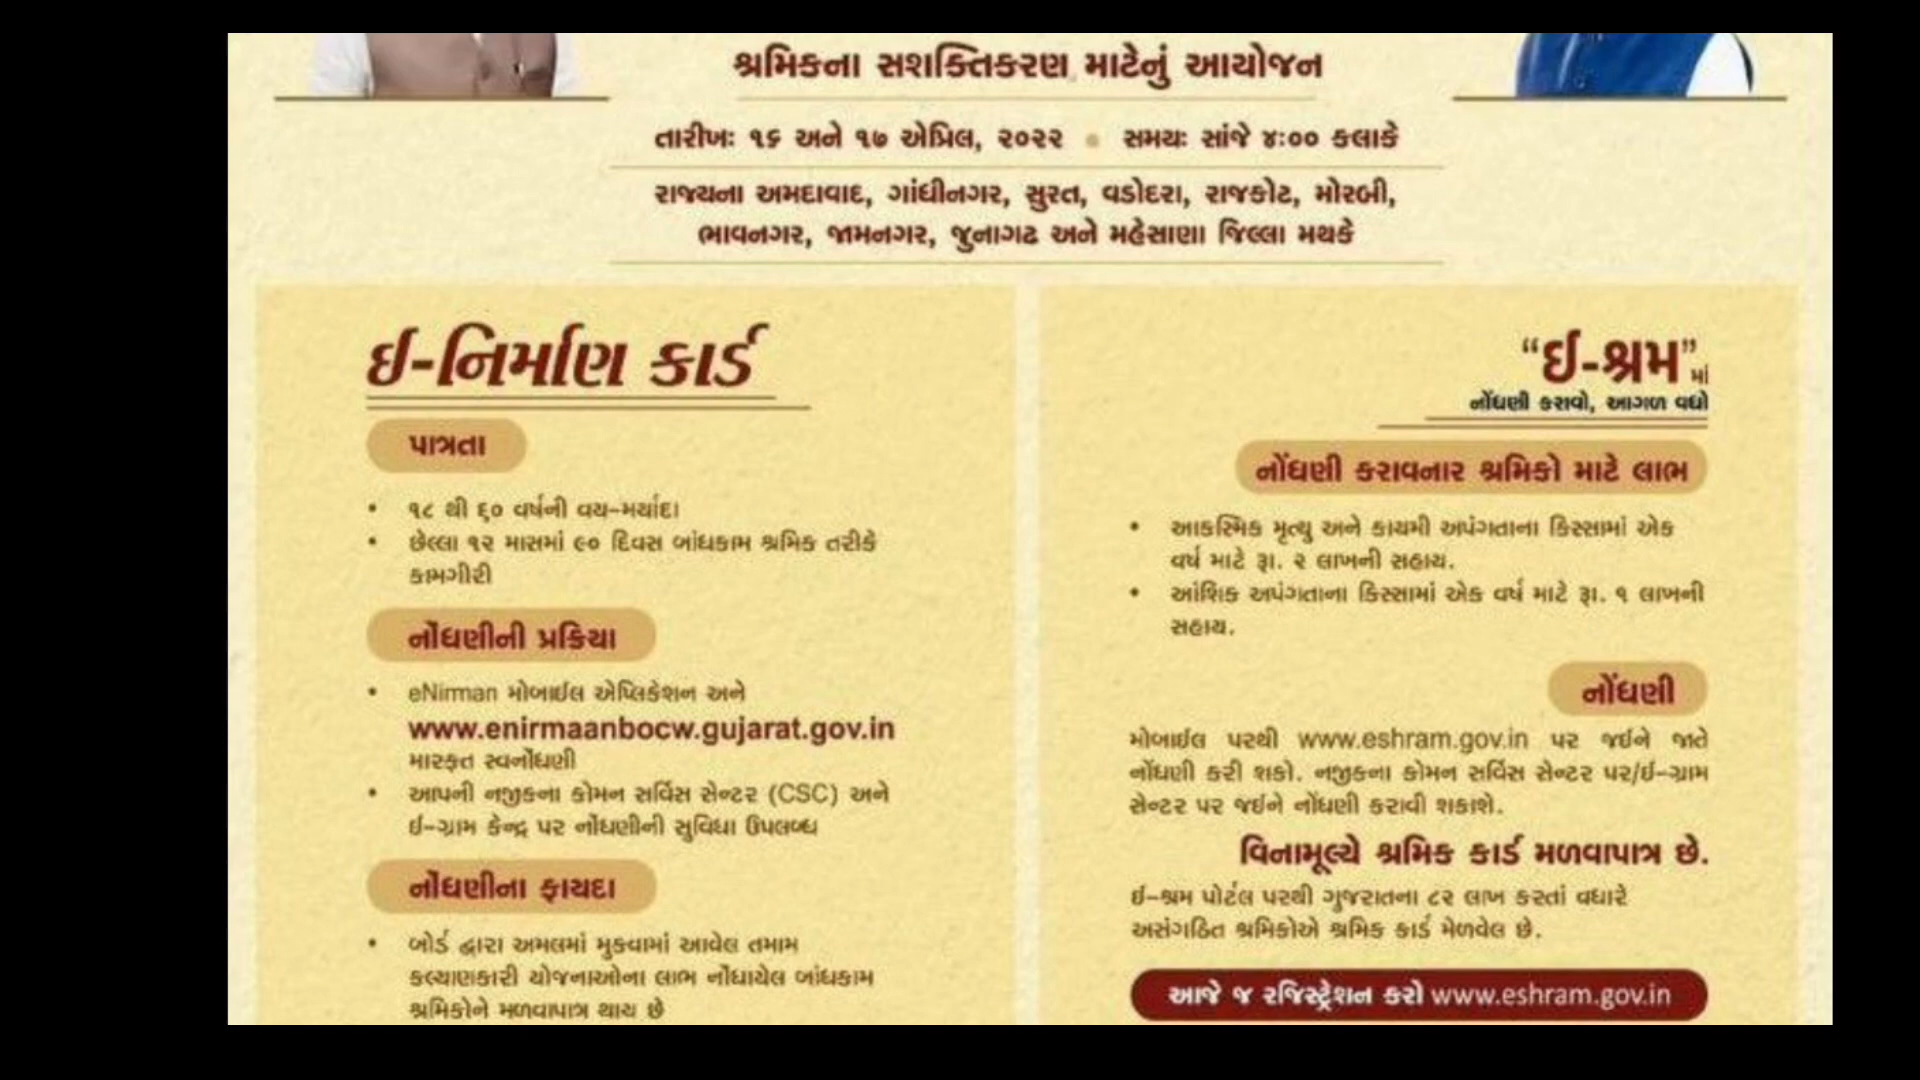 શ્રમિકના સશક્તિકરણ માટેનું આયોજન
તારીખઃ ૧૬ અને ૧૭ એપ્રિલ, ૨૦૨૨ • સમયઃ સાંજે ૪:૦૦ કલાકે
રાજ્યના અમદાવાદ, ગાંધીનગર, સુરત, વડોદરા, રાજકોટ, મોરબી,
ભાવનગર, જામનગર, જુનાગઢ અને મહેસાણા જિલ્લા મથકે
ઈ-નિર્માણ કાર્ડ
પાત્રતા
• ૧૮ થી ૬૦ વર્ષની વય-મર્યાદા
• છેલ્લા ૧૨ માસમાં ૯૦ દિવસ બાંધકામ શ્રમિક તરીકે
કામગીરી
નોંધણીની પ્રક્રિયા
• eNirman મોબાઈલ એપ્લિકેશન અને
www.enirmaanbocw.gujarat.gov.in
મારફત સ્વનોંધણી
• આપની નજીકના કોમન સર્વિસ સેન્ટર (CSC) અને
ઈ-ગ્રામ કેન્દ્ર પર નોંધણીની સુવિધા ઉપલબ્ધ
નોંધણીના ફાયદા
• બોર્ડ દ્વારા અમલમાં મુકવામાં આવેલ તમામ
કલ્યાણકારી યોજનાઓના લાભ નોંધાયેલ બાંધકામ
શ્રમિકોને મળવાપાત્ર થાય છે
“ઈ-શ્રમ”માં
નોંધણી કરાવો, આગળ વધો
નોંધણી કરાવનાર શ્રમિકો માટે લાભ
• આકસ્મિક મૃત્યુ અને કાયમી અપંગતાના કિસ્સામાં એક
વર્ષ માટે રૂા. ૨ લાખની સહાય.
• આંશિક અપંગતાના કિસ્સામાં એક વર્ષ માટે રૂા. ૧ લાખની
સહાય.
નોંધણી
મોબાઈલ પરથી www.eshram.gov.in પર જઈને જાતે
નોંધણી કરી શકો. નજીકના કોમન સર્વિસ સેન્ટર પર/ઈ-ગ્રામ
સેન્ટર પર જઈને નોંધણી કરાવી શકાશે.
વિનામૂલ્યે શ્રમિક કાર્ડ મળવાપાત્ર છે.
ઈ-શ્રમ પોર્ટલ પરથી ગુજરાતના ૮૨ લાખ કરતાં વધારે
અસંગઠિત શ્રમિકોએ શ્રમિક કાર્ડ મેળવેલ છે.
આજે જ રજિસ્ટ્રેશન કરો www.eshram.gov.in